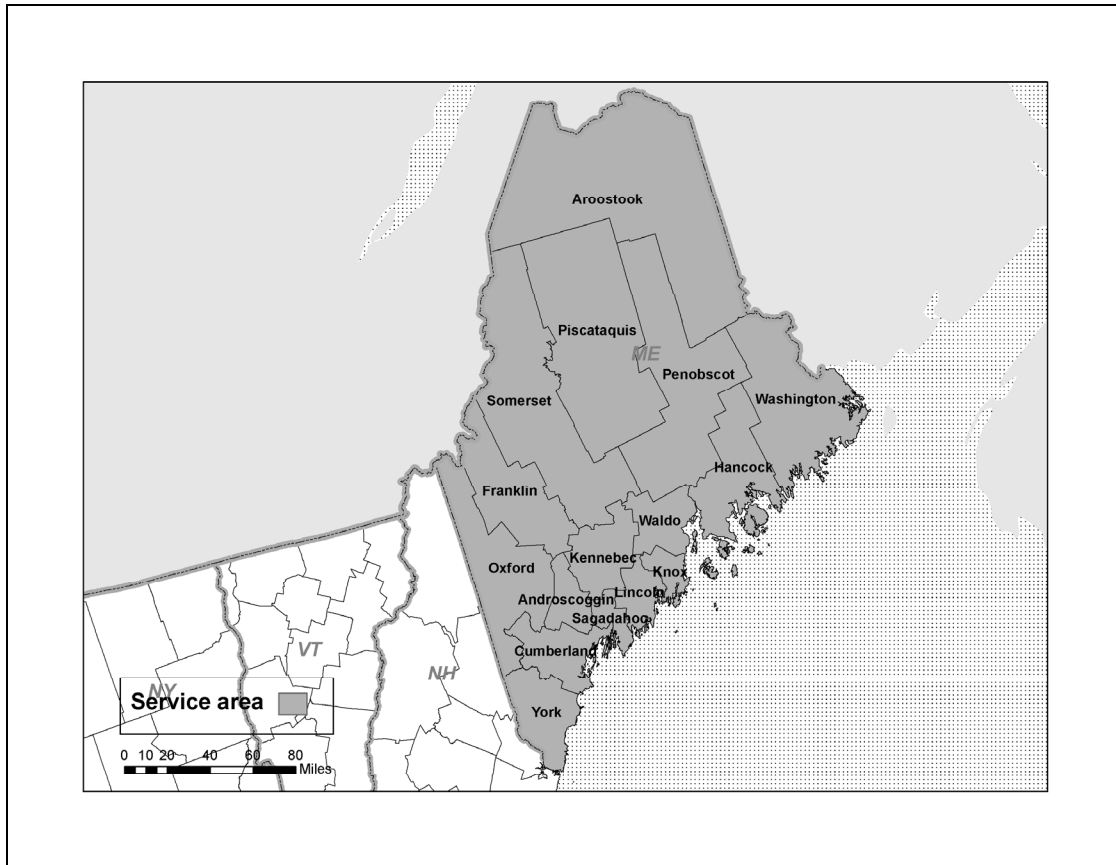 Aroostook
Piscataquis
ME
Penobscot
Somerset
Washington
Hancock
Franklin
Waldo
Kennebec
Oxford
Knox
Lincoln
Androscoggin
Sagadahoc
Cumberland
VT
NH
NY
Service area
York
0 10 20 40 60 80
Miles